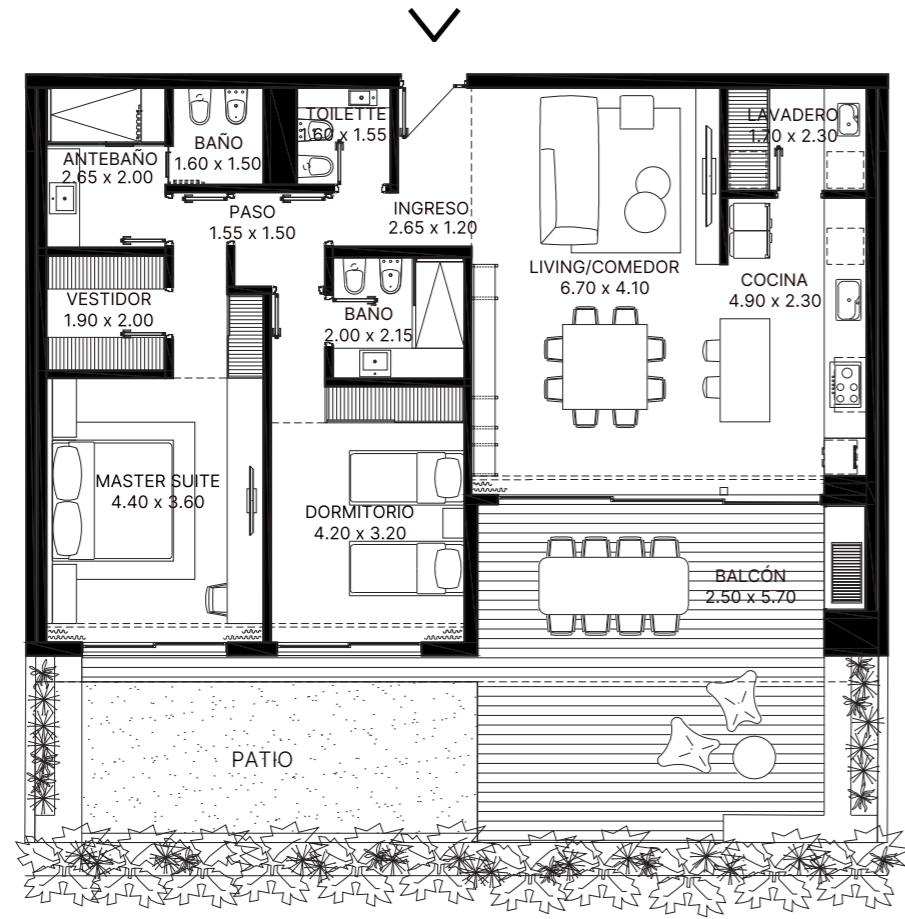 TOILETTE
1.60 x 1.55
LAVADERO
1.70 x 2.30
BAÑO
1.60 x 1.50
ANTEBAÑO
2.65 x 2.00
PASO
1.55 x 1.50
INGRESO
2.65 x 1.20
LIVING/COMEDOR
6.70 x 4.10
COCINA
4.90 x 2.30
VESTIDOR
1.90 x 2.00
BAÑO
2.00 x 2.15
MASTER SUITE
4.40 x 3.60
DORMITORIO
4.20 x 3.20
BALCÓN
2.50 x 5.70
PATIO